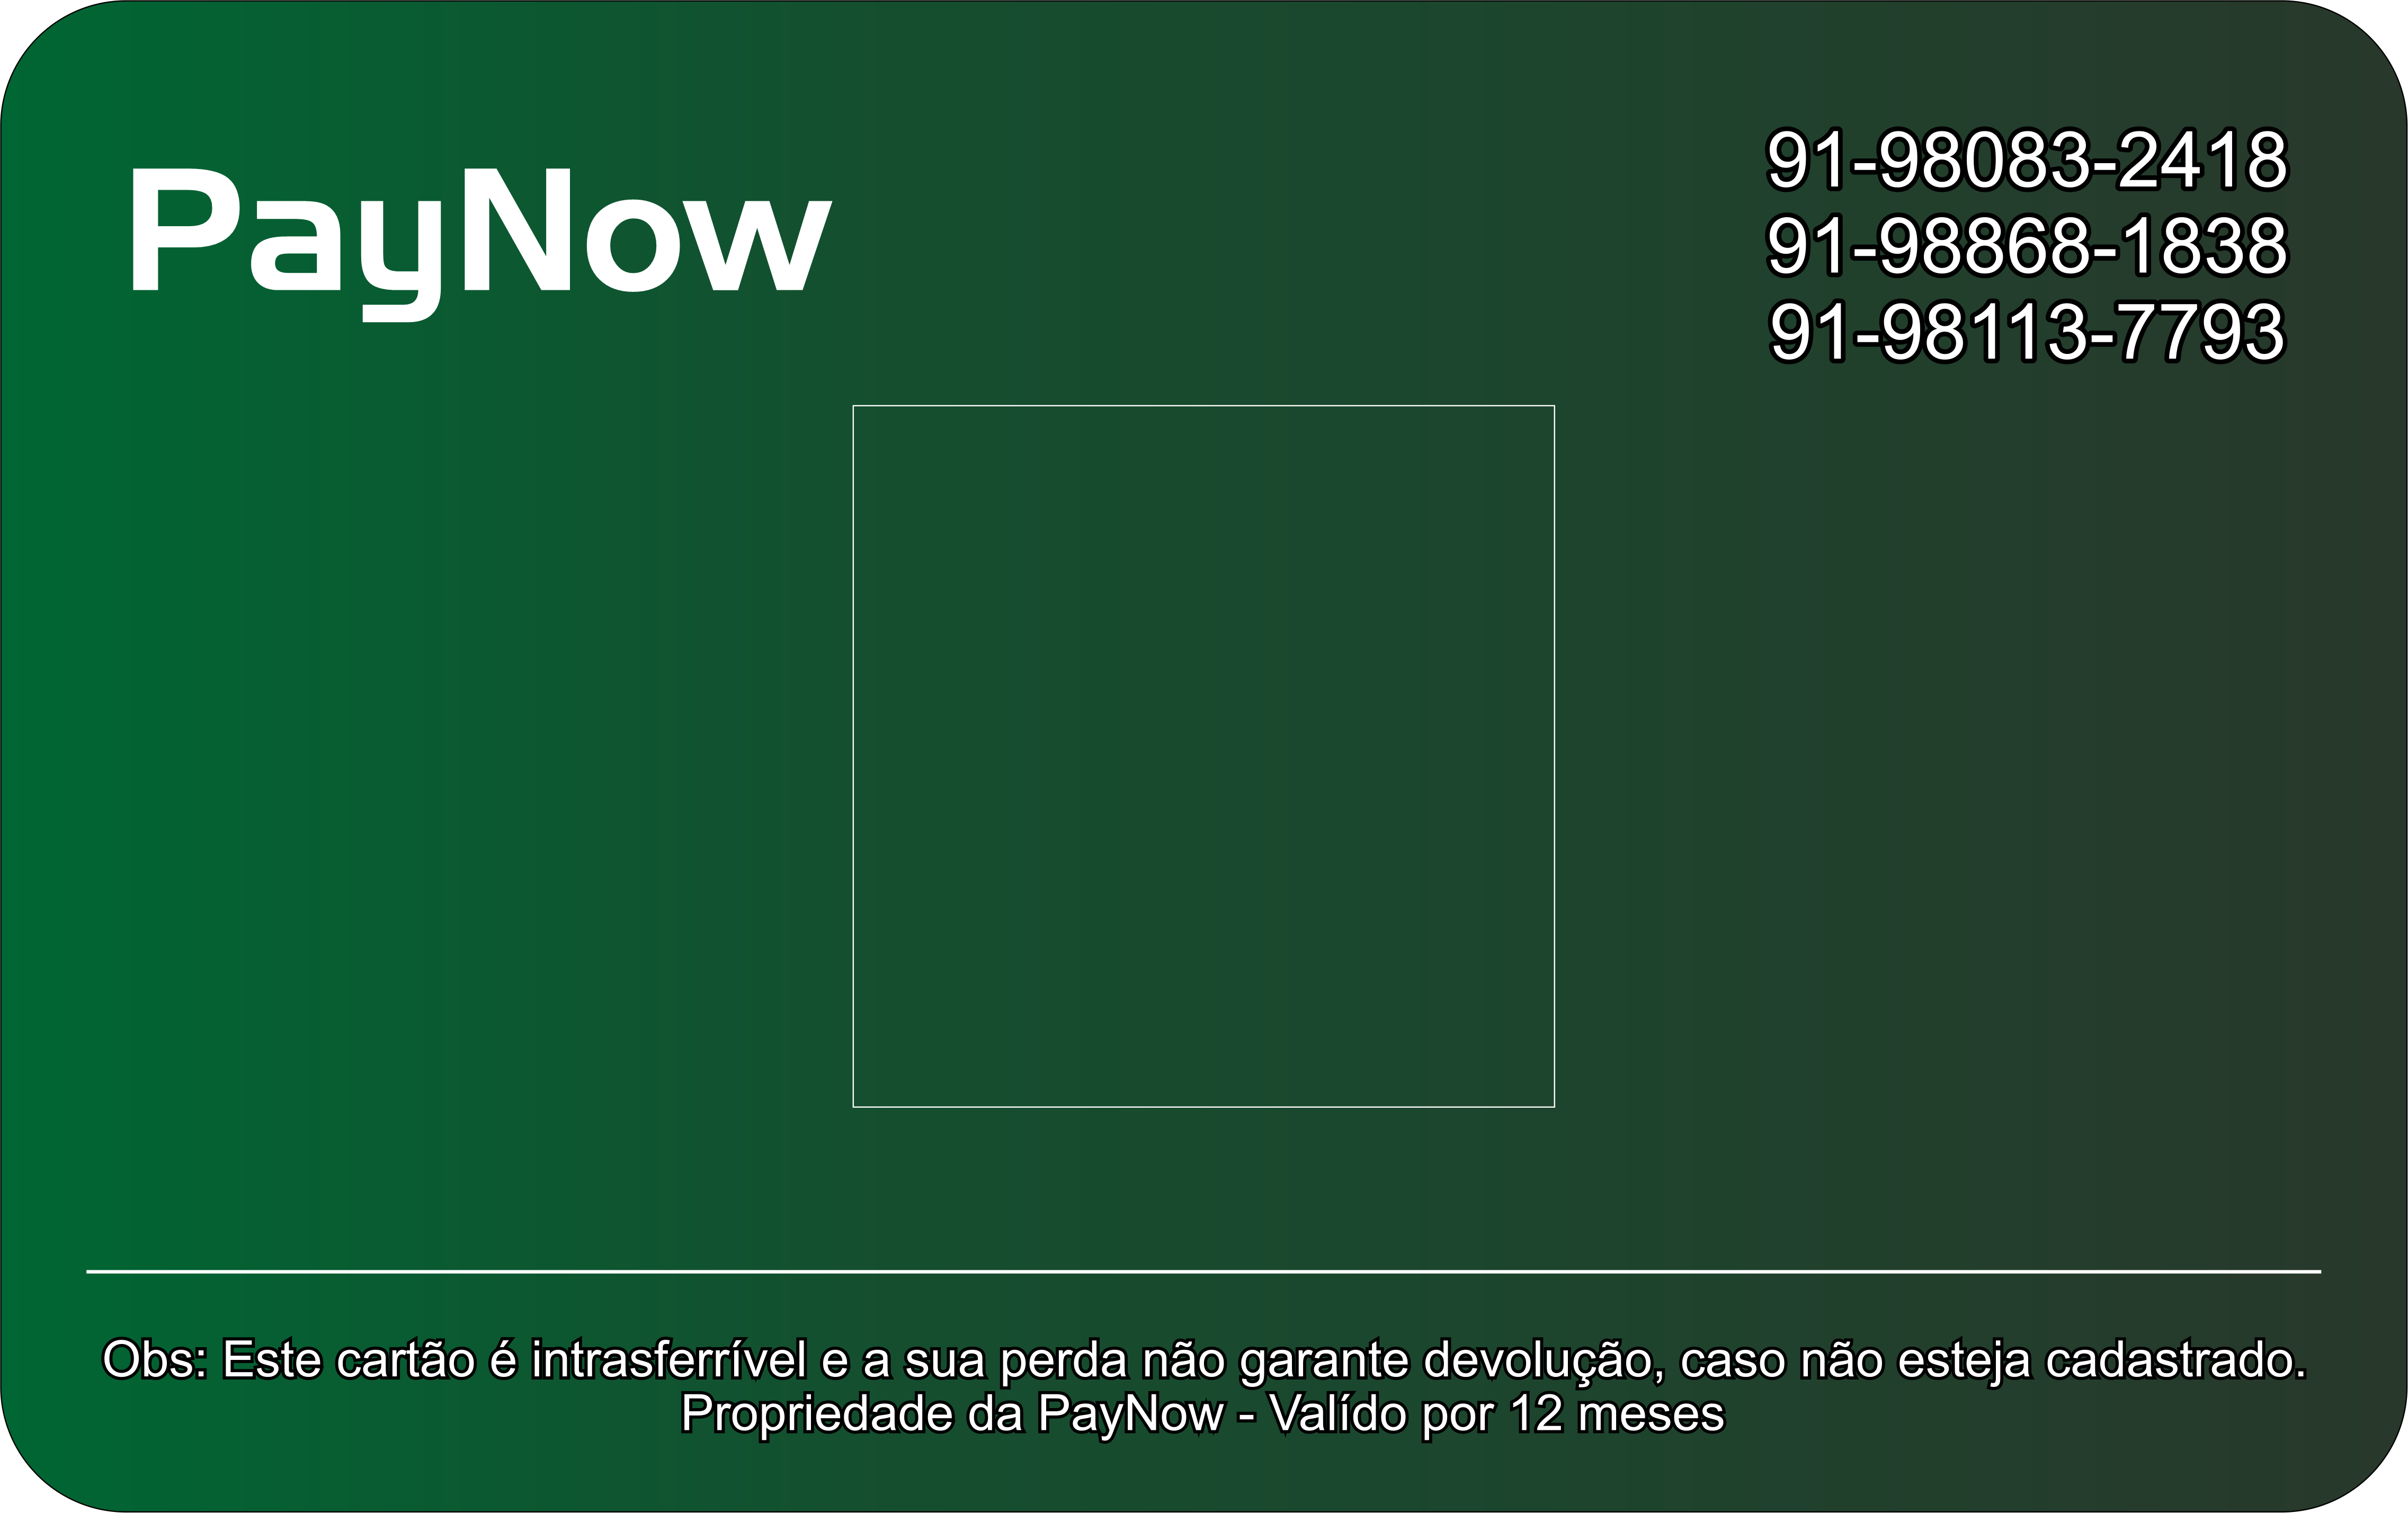 PayNow
91-98083-2418
91-98868-1838
91-98113-7793
Obs: Este cartão é intrasferrível e a sua perda não garante devolução, caso não esteja cadastrado.
Propriedade da PayNow - Valído por 12 meses